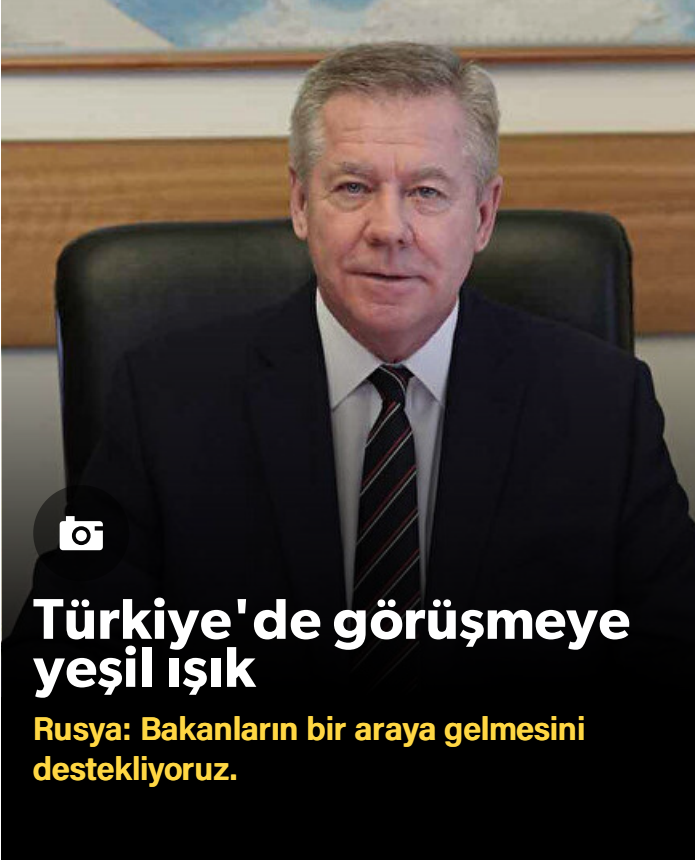 Türkiye'de görüşmeye
yeşil ışık
Rusya: Bakanların bir araya gelmesini
destekliyoruz.